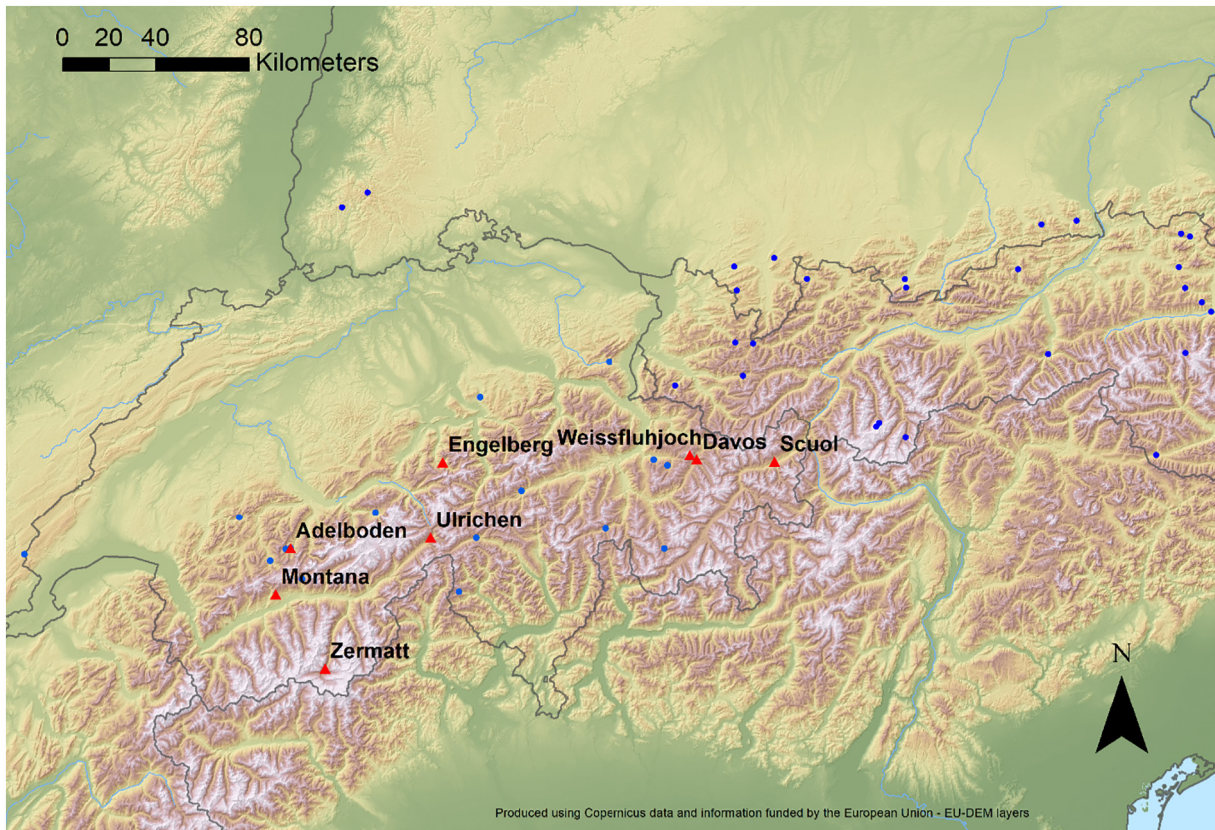 0 20 40 80
Kilometers
Engelberg
Weissfluhjoch
Davos
Scuol
Adelboden
Ulrichen
Montana
Zermatt
N
Produced using Copernicus data and information funded by the European Union - EU-DEM layers